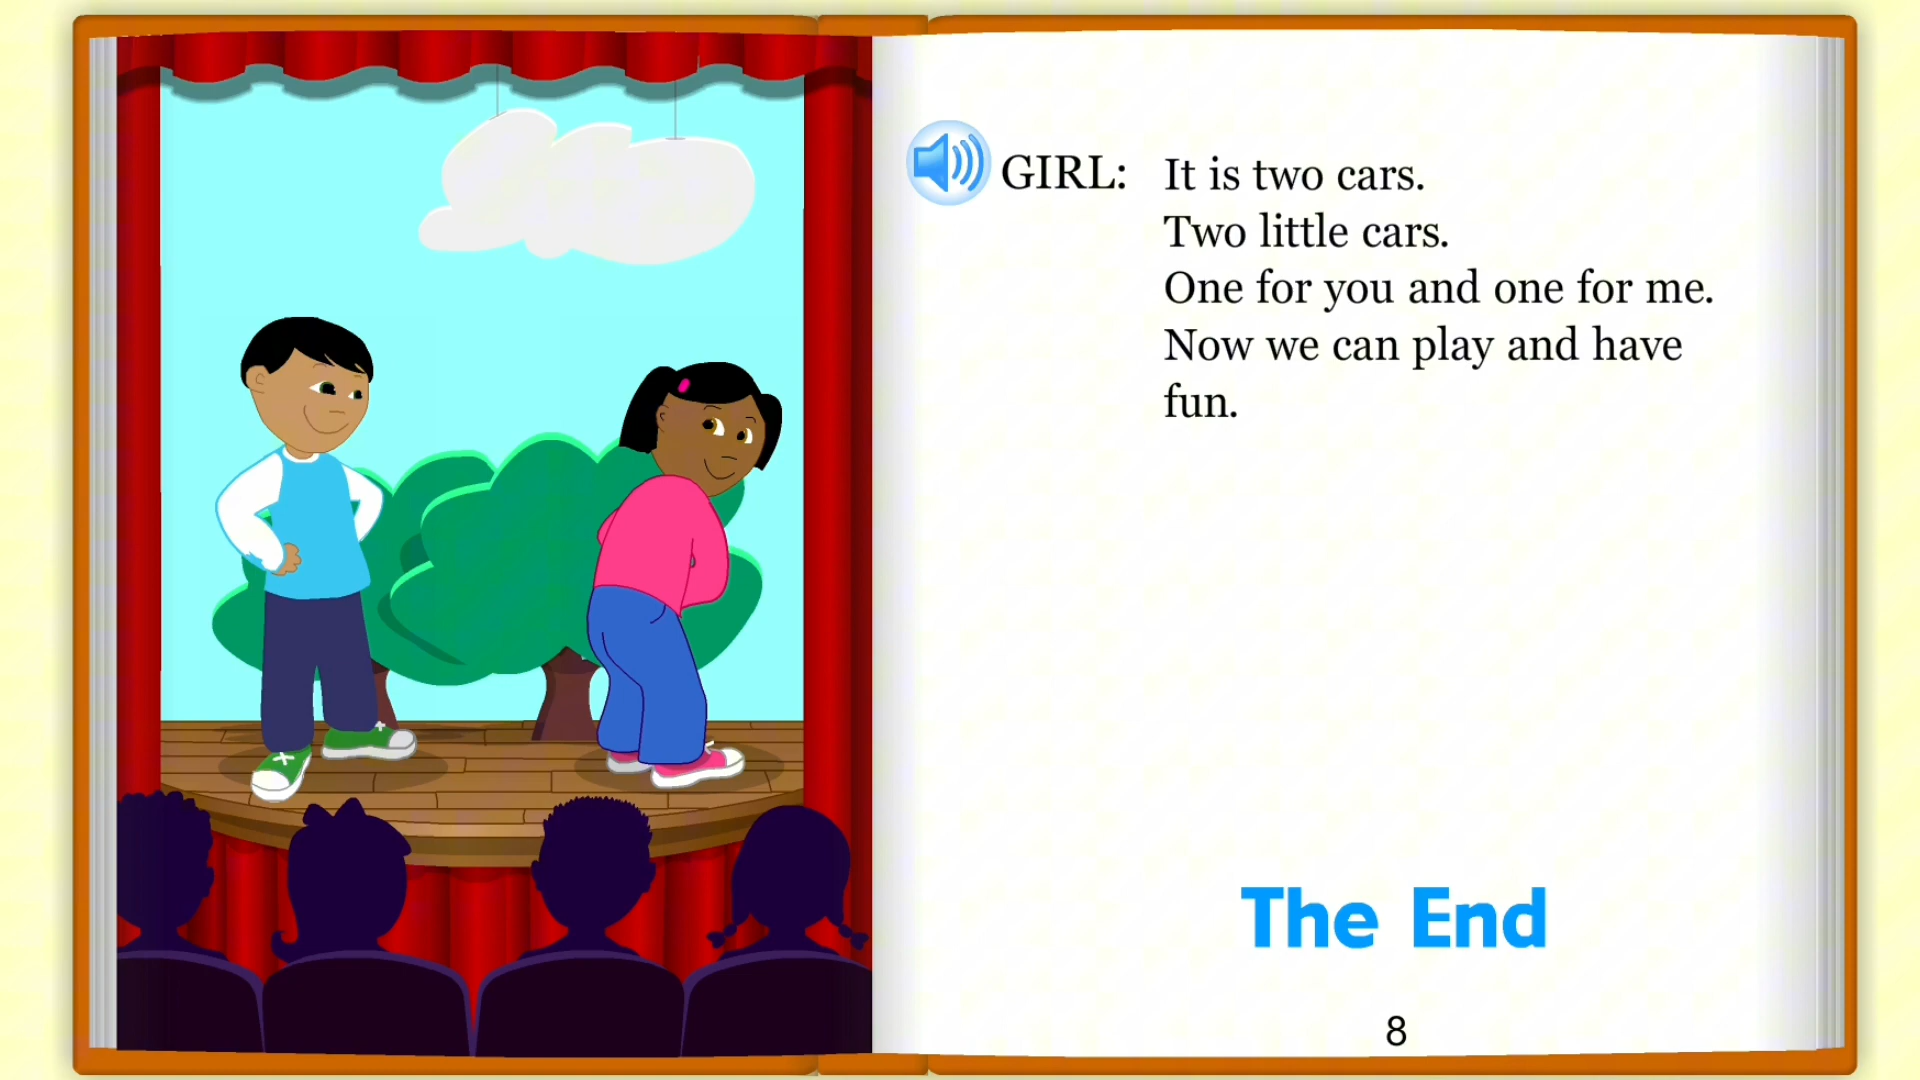 GIRL: It is two cars.
Two little cars.
One for you and one for me.
Now we can play and have
fun.
The End
8